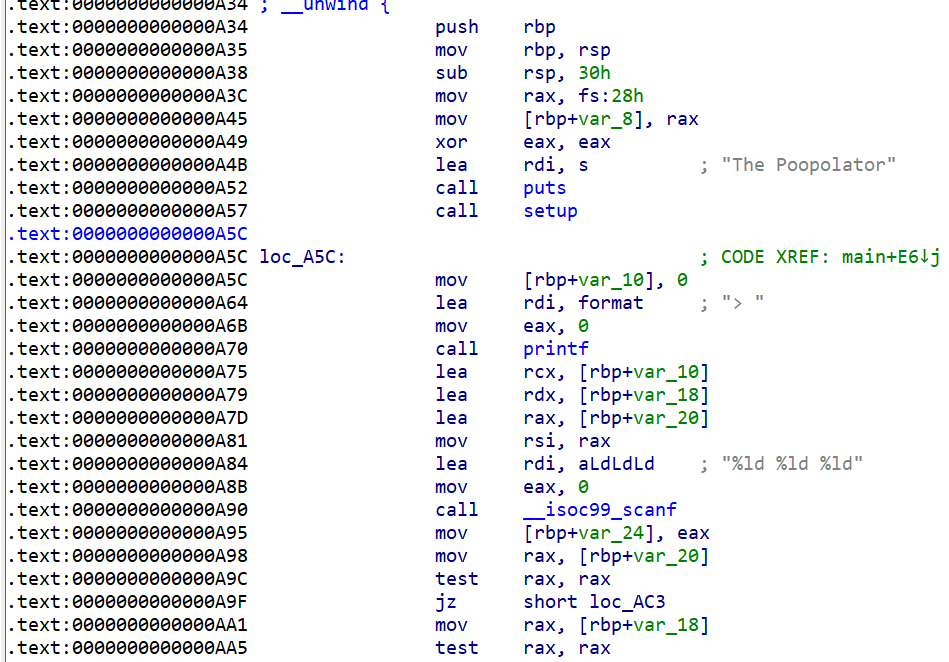 .text:0000000000000A34 ; __unwind {
.text:0000000000000A34 push rbp
.text:0000000000000A35 mov rbp, rsp
.text:0000000000000A38 sub rsp, 30h
.text:0000000000000A3C mov rax, fs:28h
.text:0000000000000A45 mov [rbp+var_8], rax
.text:0000000000000A49 xor eax, eax
.text:0000000000000A4B lea rdi, s ; "The Poopolator"
.text:0000000000000A52 call puts
.text:0000000000000A57 call setup
.text:0000000000000A5C
.text:0000000000000A5C loc_A5C: ; CODE XREF: main+E6↓j
.text:0000000000000A5C mov [rbp+var_10], 0
.text:0000000000000A64 lea rdi, format ; "> "
.text:0000000000000A6B mov eax, 0
.text:0000000000000A70 call printf
.text:0000000000000A75 lea rcx, [rbp+var_10]
.text:0000000000000A79 lea rdx, [rbp+var_18]
.text:0000000000000A7D lea rax, [rbp+var_20]
.text:0000000000000A81 mov rsi, rax
.text:0000000000000A84 lea rdi, aLdLdLd ; "%ld %ld %ld"
.text:0000000000000A8B mov eax, 0
.text:0000000000000A90 call __isoc99_scanf
.text:0000000000000A95 mov [rbp+var_24], eax
.text:0000000000000A98 mov rax, [rbp+var_20]
.text:0000000000000A9C test rax, rax
.text:0000000000000A9F jz short loc_AC3
.text:0000000000000AA1 mov rax, [rbp+var_18]
.text:0000000000000AA5 test rax, rax